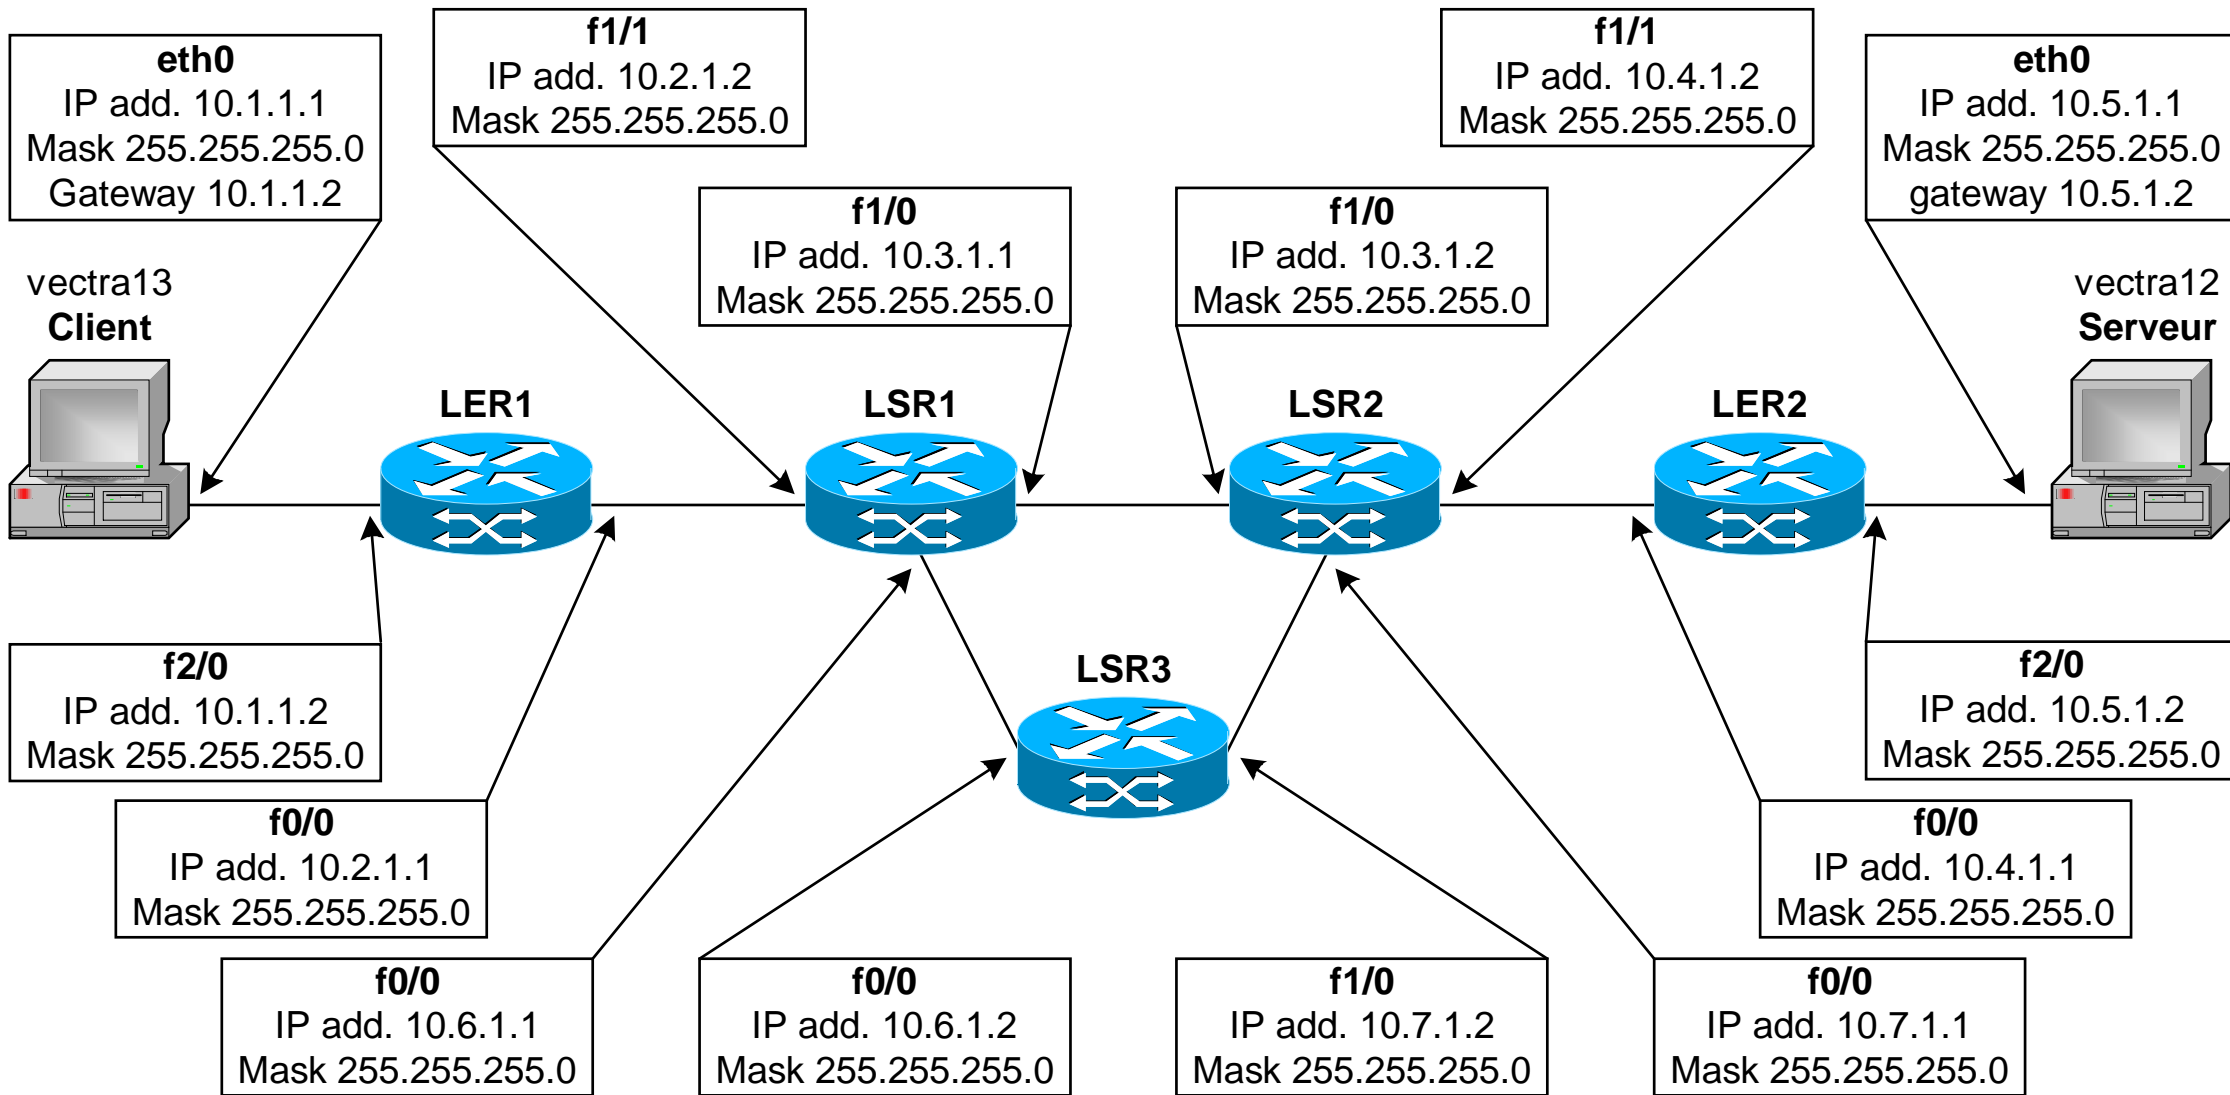 eth0
IP add. 10.1.1.1
Mask 255.255.255.0
Gateway 10.1.1.2
f1/1
IP add. 10.2.1.2
Mask 255.255.255.0
f1/1
IP add. 10.4.1.2
Mask 255.255.255.0
eth0
IP add. 10.5.1.1
Mask 255.255.255.0
gateway 10.5.1.2
f1/0
IP add. 10.3.1.1
Mask 255.255.255.0
f1/0
IP add. 10.3.1.2
Mask 255.255.255.0
vectra13
Client
vectra12
Serveur
LER1
LSR1
LSR2
LER2
LSR3
f2/0
IP add. 10.1.1.2
Mask 255.255.255.0
f2/0
IP add. 10.5.1.2
Mask 255.255.255.0
f0/0
IP add. 10.2.1.1
Mask 255.255.255.0
f0/0
IP add. 10.4.1.1
Mask 255.255.255.0
f0/0
IP add. 10.6.1.1
Mask 255.255.255.0
f0/0
IP add. 10.6.1.2
Mask 255.255.255.0
f1/0
IP add. 10.7.1.2
Mask 255.255.255.0
f0/0
IP add. 10.7.1.1
Mask 255.255.255.0